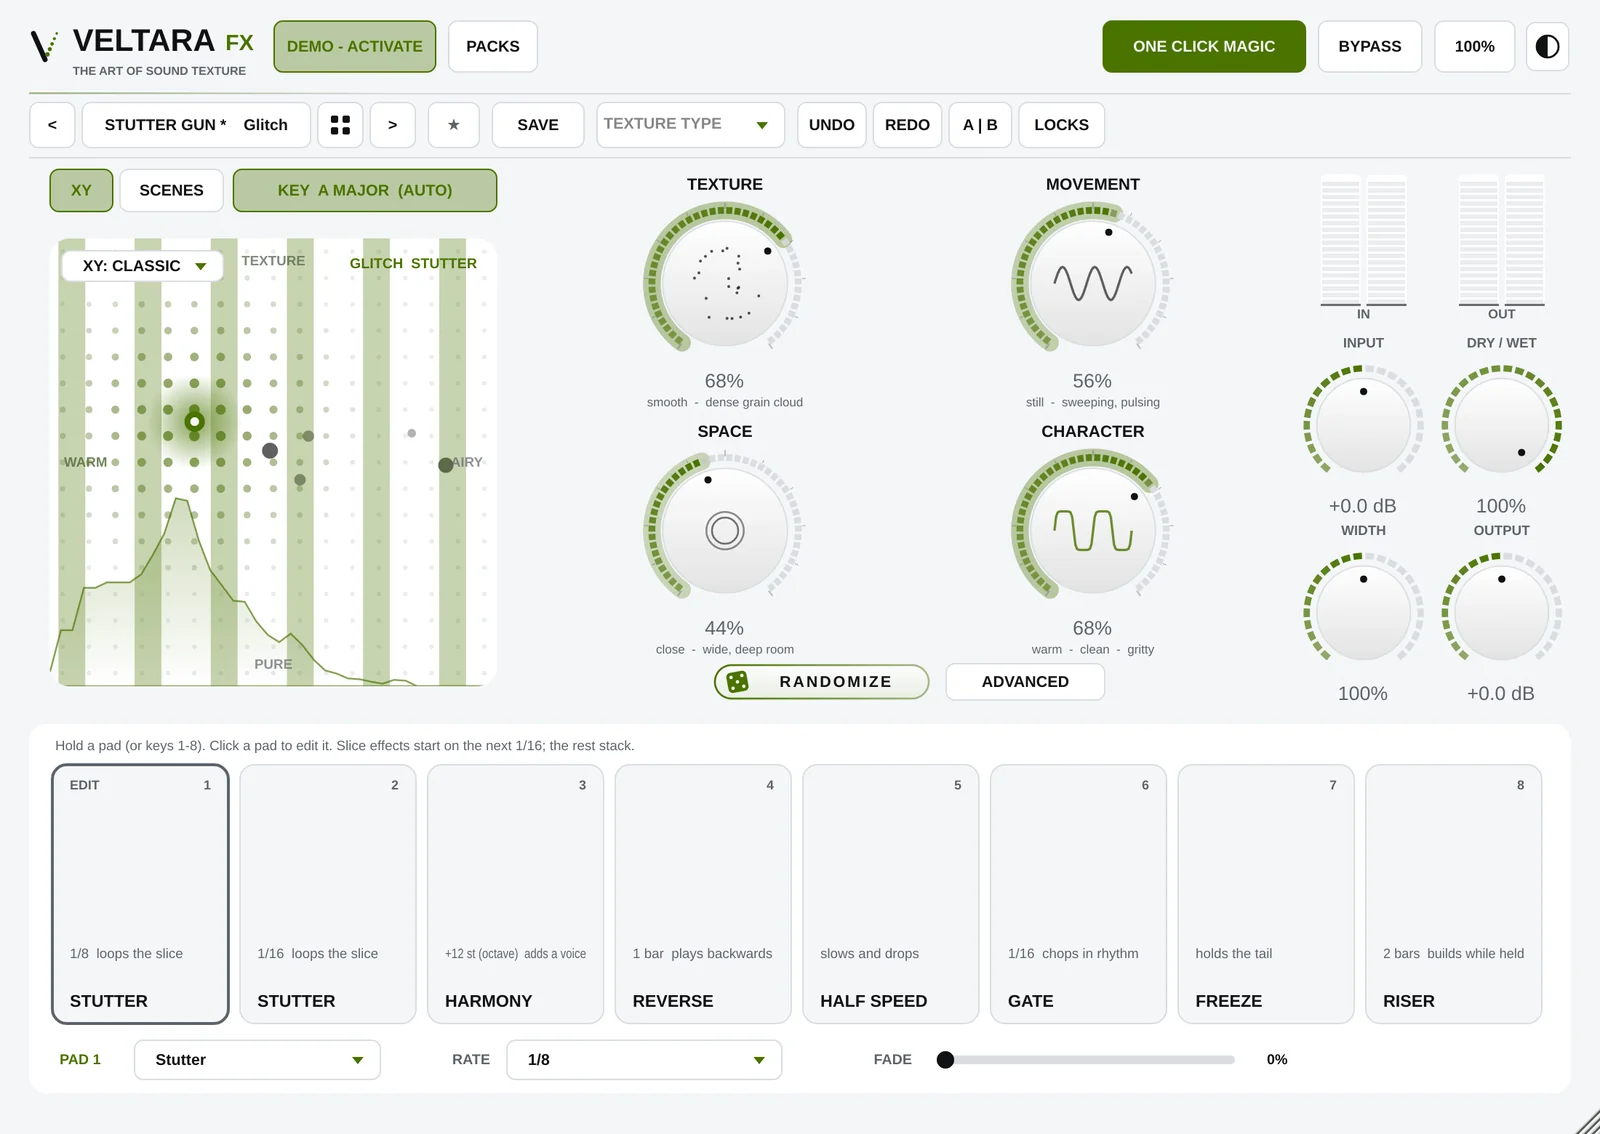 VELTARA FX
THE ART OF SOUND TEXTURE
DEMO - ACTIVATE
PACKS
ONE CLICK MAGIC
BYPASS
100%
<
STUTTER GUN * Glitch
>
★
SAVE
TEXTURE TYPE
UNDO
REDO
A | B
LOCKS
XY
SCENES
KEY A MAJOR (AUTO)
XY: CLASSIC
TEXTURE
GLITCH STUTTER
WARM
AIRY
PURE
TEXTURE
68%
smooth - dense grain cloud
MOVEMENT
56%
still - sweeping, pulsing
SPACE
44%
close - wide, deep room
CHARACTER
68%
warm - clean - gritty
RANDOMIZE
ADVANCED
IN
OUT
INPUT
DRY / WET
+0.0 dB
100%
WIDTH
OUTPUT
100%
+0.0 dB
Hold a pad (or keys 1-8). Click a pad to edit it. Slice effects start on the next 1/16; the rest stack.
EDIT 1
1/8 loops the slice
STUTTER
2
1/16 loops the slice
STUTTER
3
+12 st (octave) adds a voice
HARMONY
4
1 bar plays backwards
REVERSE
5
slows and drops
HALF SPEED
6
1/16 chops in rhythm
GATE
7
holds the tail
FREEZE
8
2 bars builds while held
RISER
PAD 1
Stutter
RATE
1/8
FADE
0%